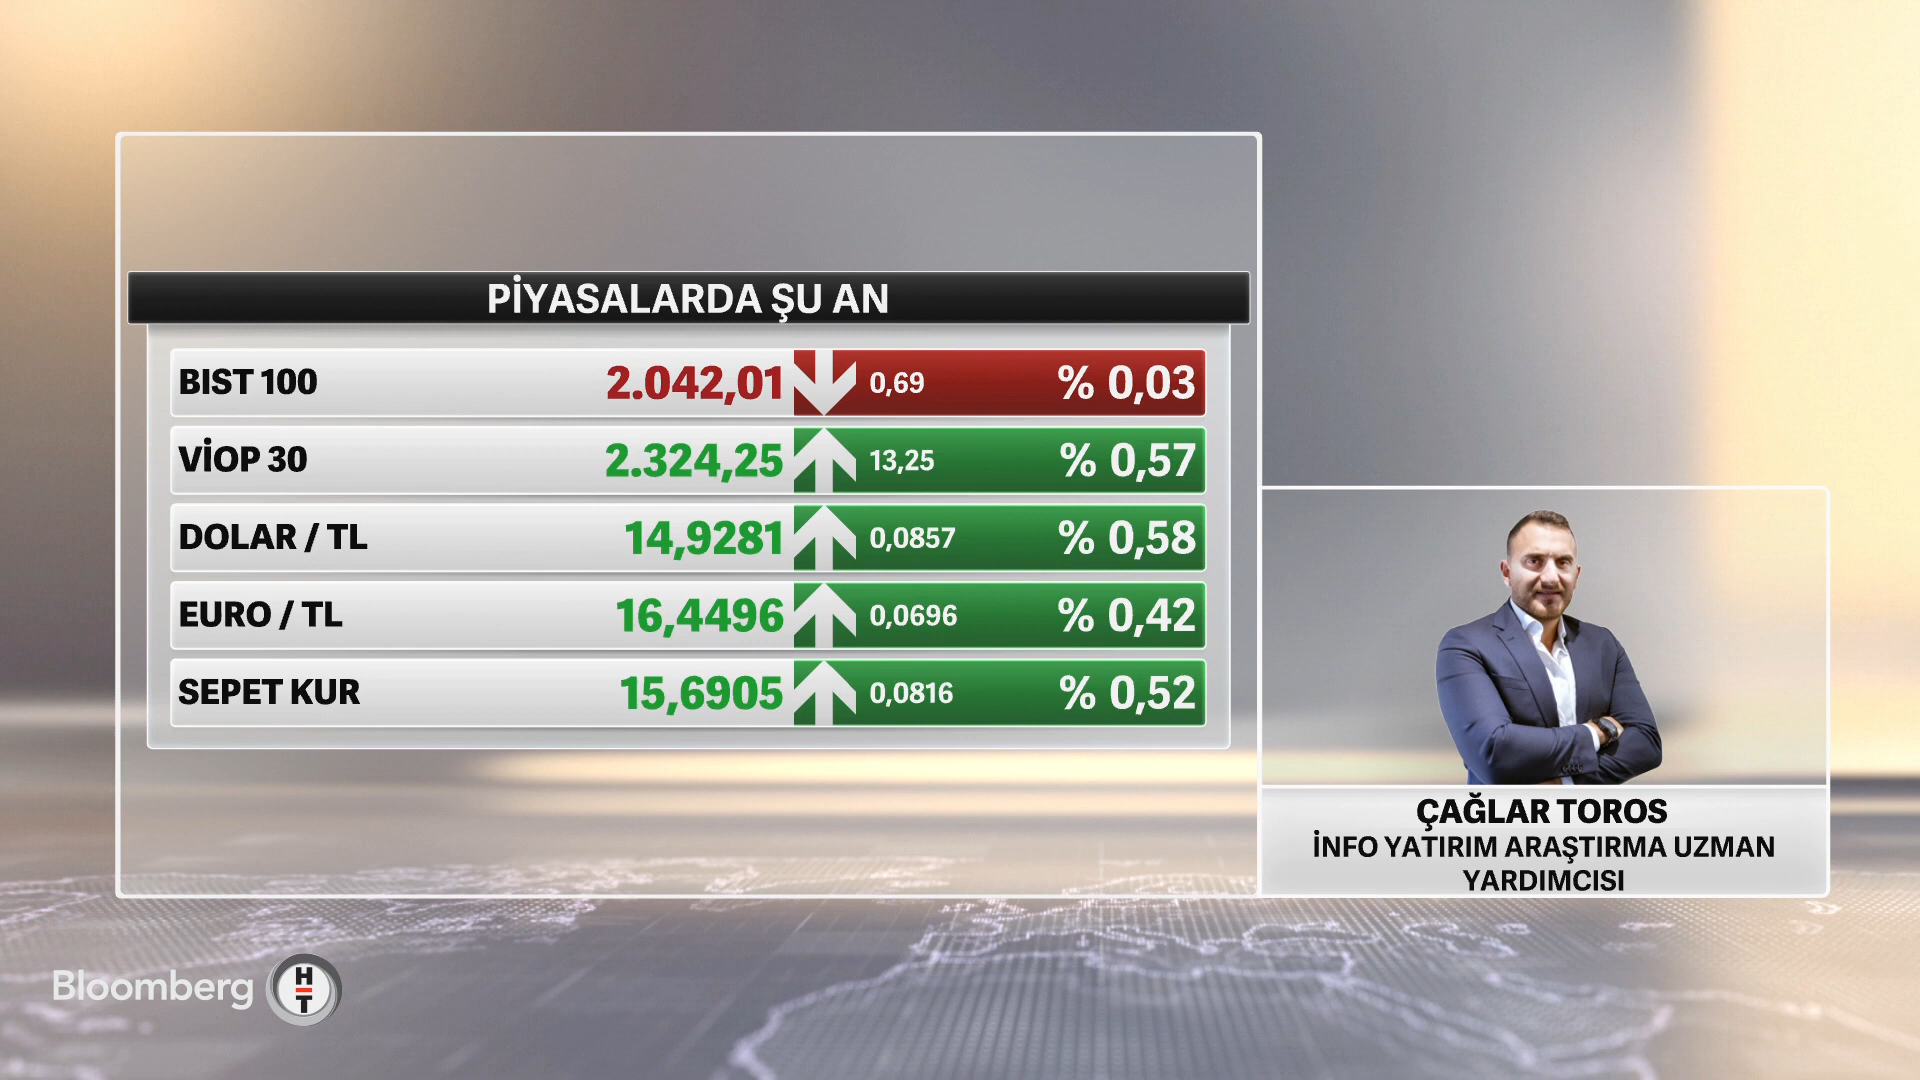 PİYASALARDA ŞU AN
BIST 100 2.042,01 0,69 % 0,03
VİOP 30 2.324,25 13,25 % 0,57
DOLAR / TL 14,9281 0,0857 % 0,58
EURO / TL 16,4496 0,0696 % 0,42
SEPET KUR 15,6905 0,0816 % 0,52
ÇAĞLAR TOROS
İNFO YATIRIM ARAŞTIRMA UZMAN
YARDIMCISI
Bloomberg HT